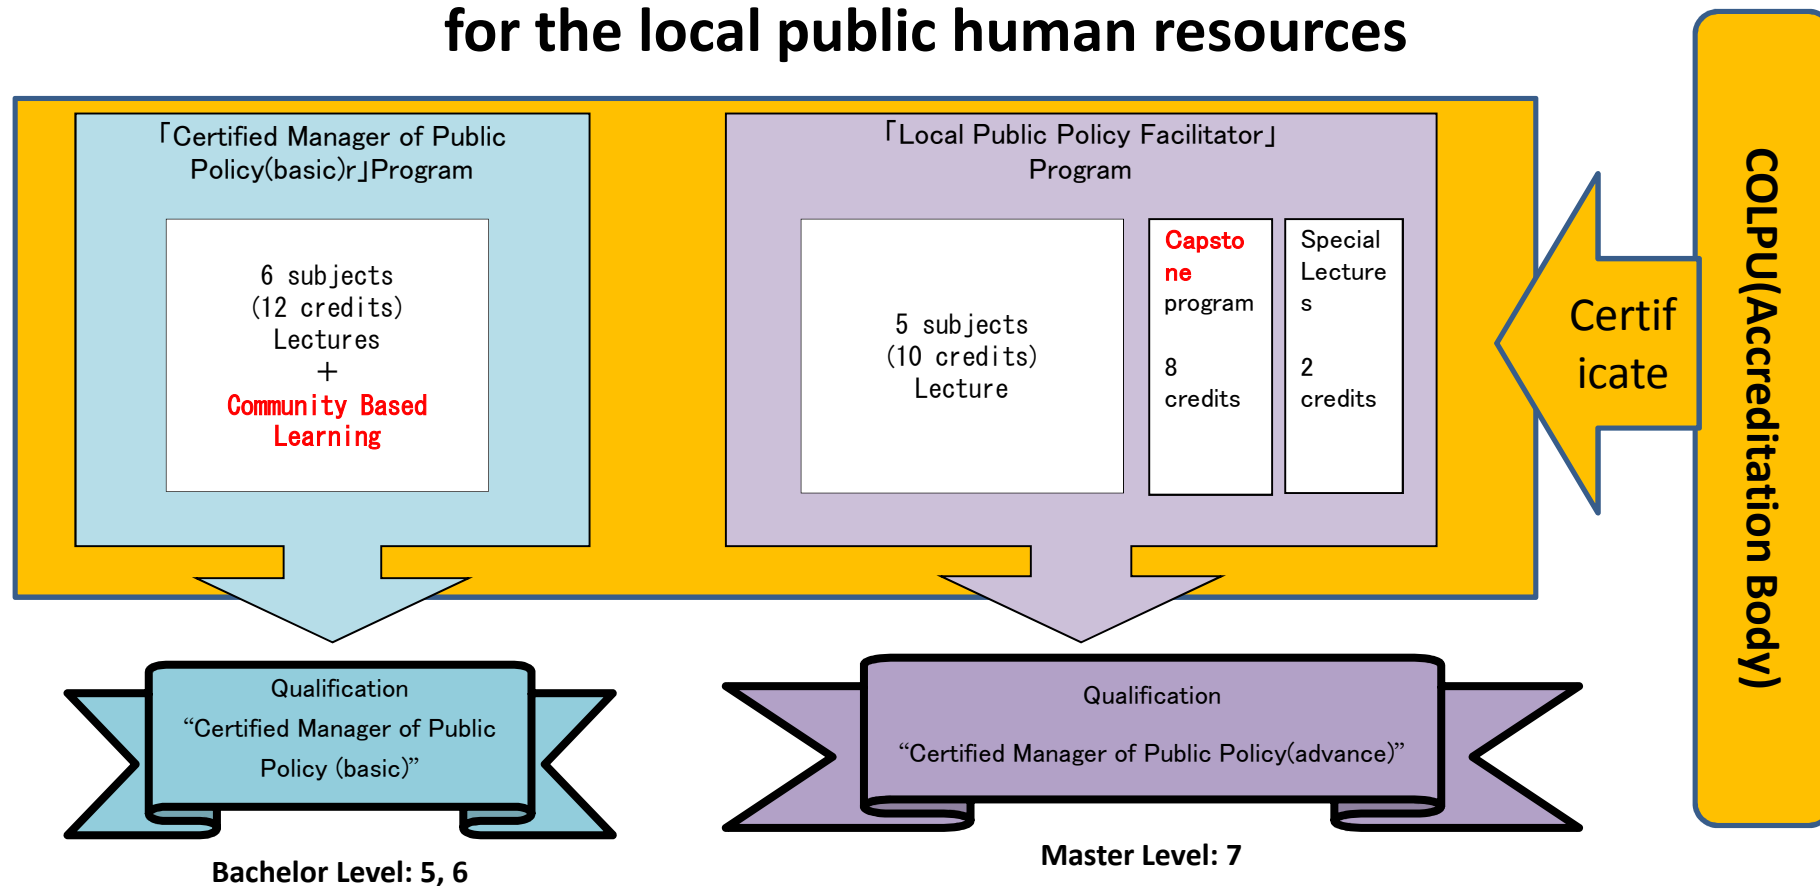 for the local public human resources
「Certified Manager of Public
Policy(basic)r」Program
6 subjects
(12 credits)
Lectures
+
Community Based
Learning
「Local Public Policy Facilitator」
Program
5 subjects
(10 credits)
Lecture
Capsto
ne
program
8
credits
Special
Lecture
s
2
credits
Certif
icate
COLPU(Accreditation Body)
Qualification
“Certified Manager of Public
Policy (basic)”
Bachelor Level: 5, 6
Qualification
“Certified Manager of Public Policy(advance)”
Master Level: 7